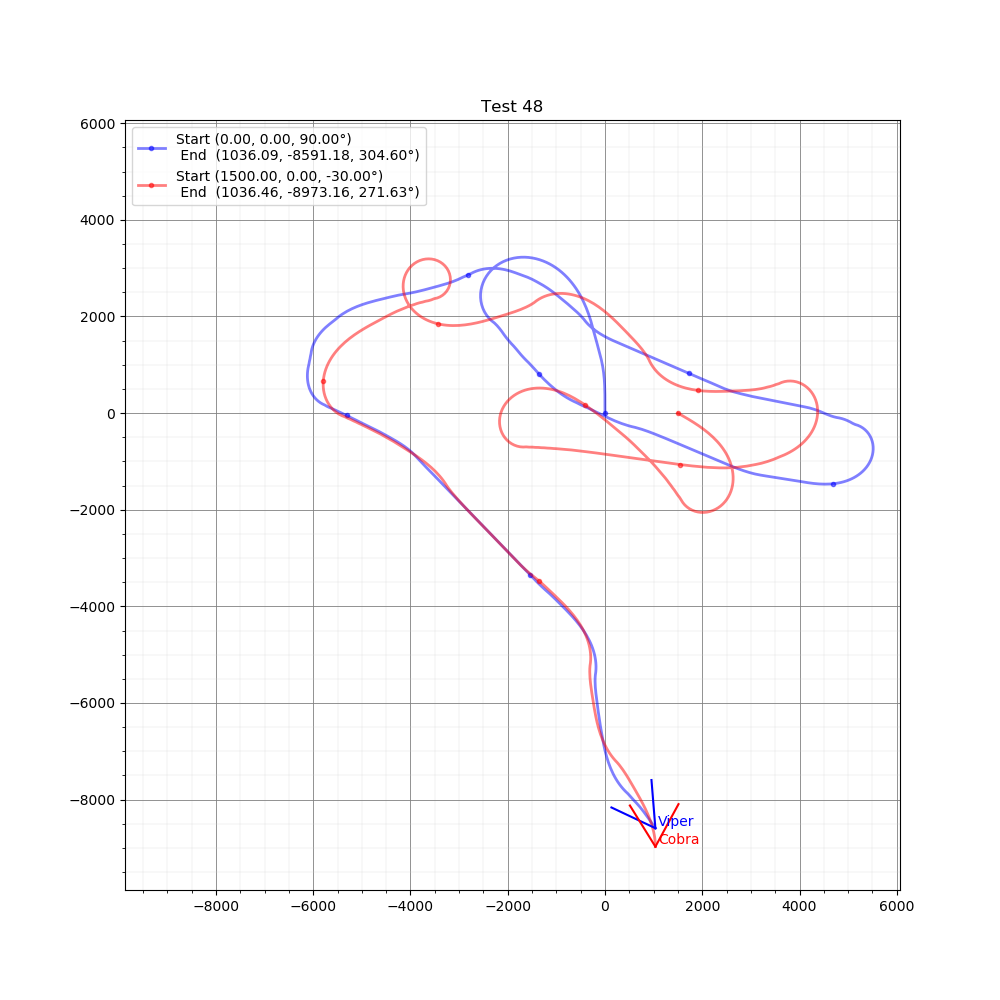 Test 48
Start (0.00, 0.00, 90.00°)
End  (1036.09, -8591.18, 304.60°)
Start (1500.00, 0.00, -30.00°)
End  (1036.46, -8973.16, 271.63°)
6000
4000
2000
0
−2000
−4000
−6000
−8000
Viper
Cobra
−8000 −6000 −4000 −2000 0 2000 4000 6000